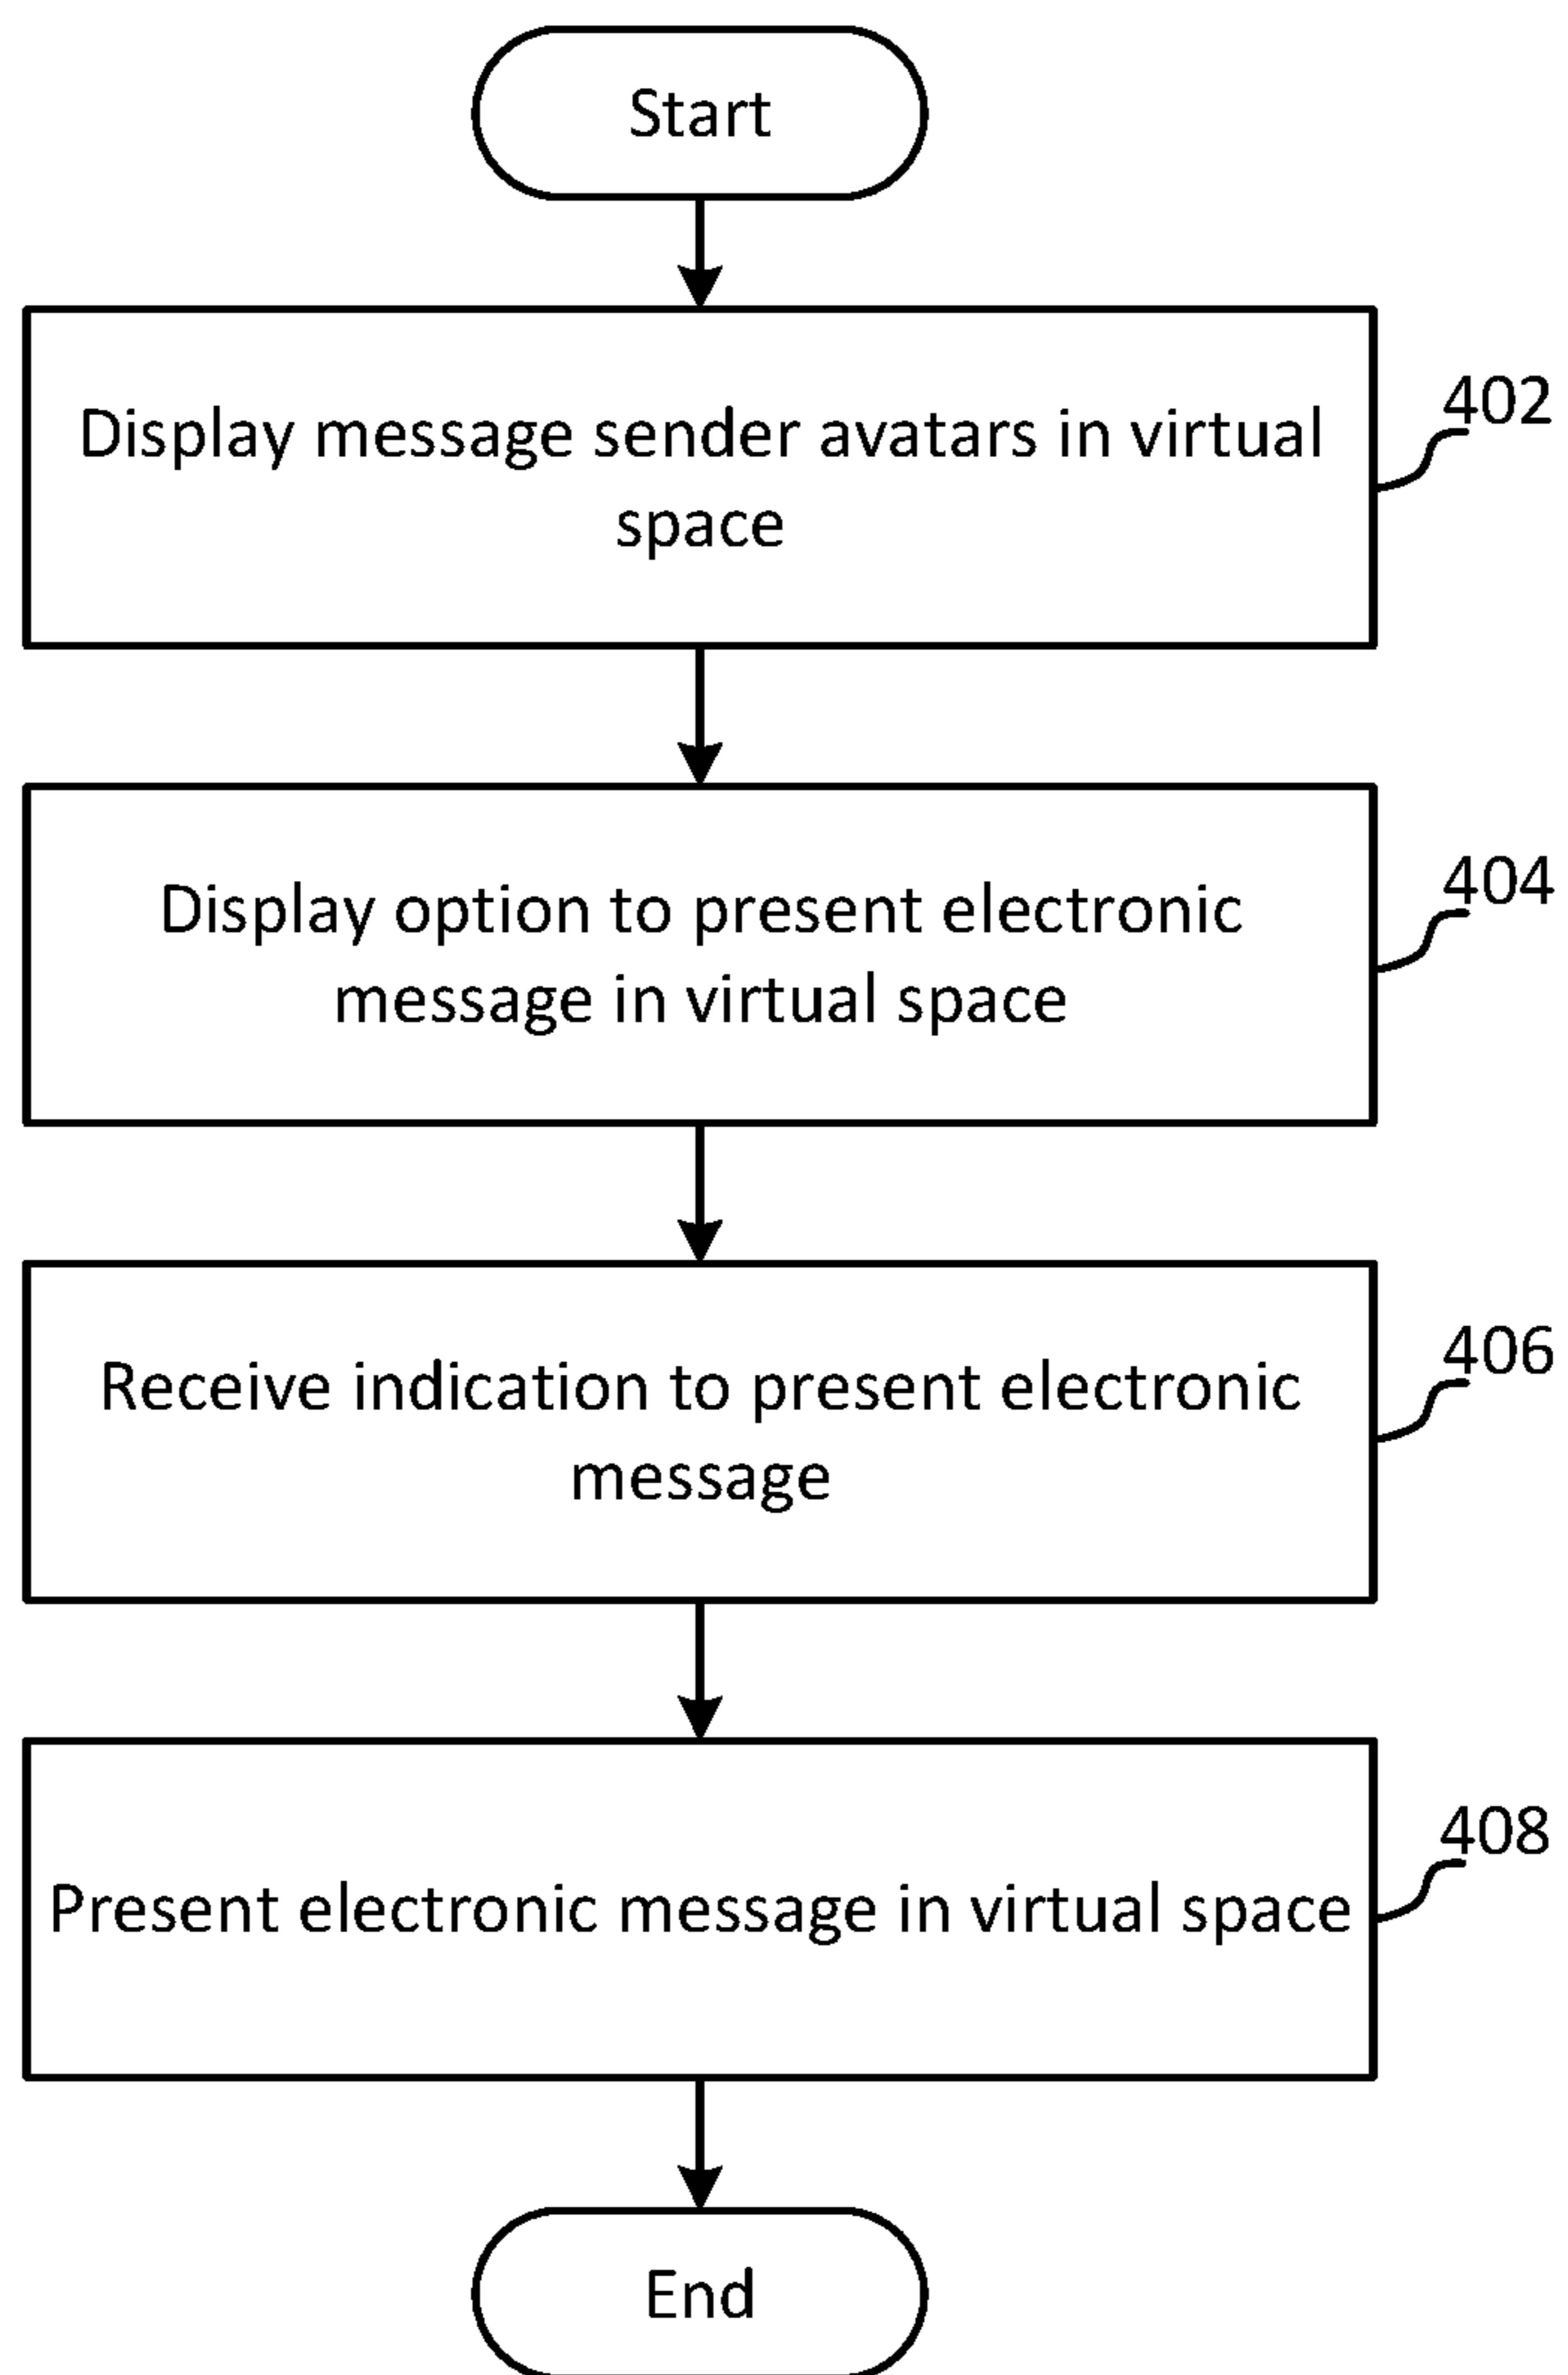 Start
402
Display message sender avatars in virtual
space
404
Display option to present electronic
message in virtual space
406
Receive indication to present electronic
message
408
Present electronic message in virtual space
End